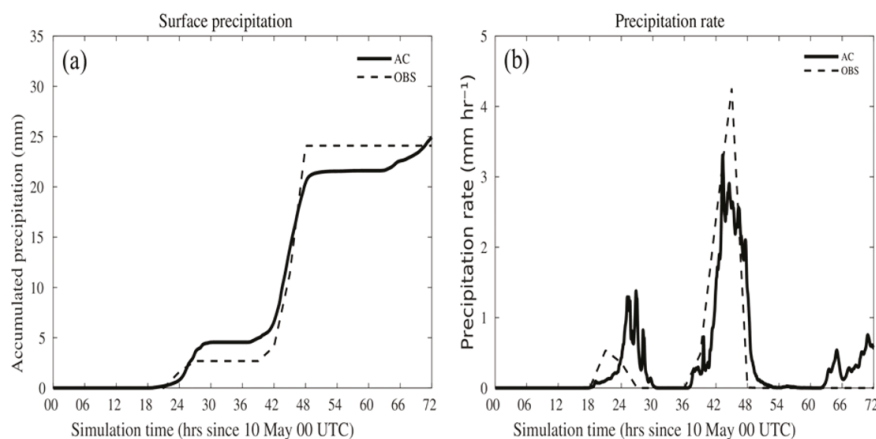 Surface precipitation
(a)
AC
OBS
Accumulated precipitation (mm)
35
30
25
20
15
10
5
0
00 06 12 18 24 30 36 42 48 54 60 66 72
Simulation time (hrs since 10 May 00 UTC)
Precipitation rate
(b)
AC
OBS
Precipitation rate (mm hr⁻¹)
5
4
3
2
1
0
00 06 12 18 24 30 36 42 48 54 60 66 72
Simulation time (hrs since 10 May 00 UTC)